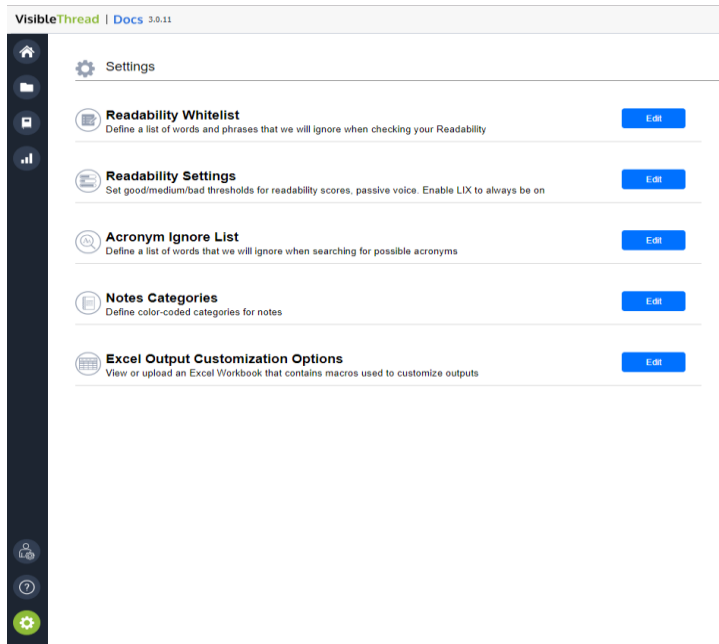 VisibleThread | Docs 3.0.11
Settings
Readability Whitelist
Define a list of words and phrases that we will ignore when checking your Readability
Edit
Readability Settings
Set good/medium/bad thresholds for readability scores, passive voice. Enable LIX to always be on
Edit
Acronym Ignore List
Define a list of words that we will ignore when searching for possible acronyms
Edit
Notes Categories
Define color-coded categories for notes
Edit
Excel Output Customization Options
View or upload an Excel Workbook that contains macros used to customize outputs
Edit